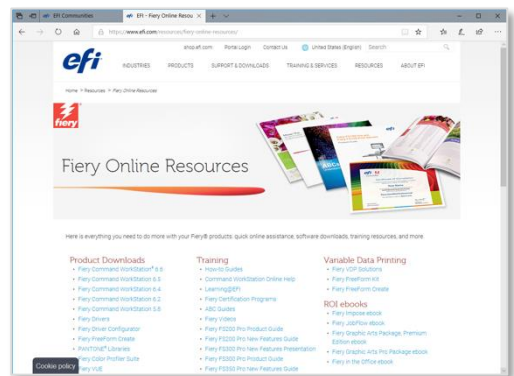 EFI Communities
EFI - Fiery Online Resou
https://www.efi.com/resources/fiery-online-resources/
shop.efi.com Portal Login Contact Us United States (English) Search
efi
INDUSTRIES PRODUCTS SUPPORT & DOWNLOADS TRAINING & SERVICES RESOURCES ABOUT EFI
Home > Resources > Fiery Online Resources
fiery
Fiery Online Resources
Here is everything you need to do more with your Fiery® products: quick online assistance, software downloads, training resources, and more
Product Downloads
Fiery Command WorkStation® 6.6
Fiery Command WorkStation 6.5
Fiery Command WorkStation 6.4
Fiery Command WorkStation 6.2
Fiery Command WorkStation 5.8
Fiery Drivers
Fiery Driver Configurator
Fiery FreeForm Create
PANTONE® Libraries
Fiery Color Profiler Suite
Fiery VUE
Training
How-to Guides
Command WorkStation Online Help
Learning@EFI
Fiery Certification Programs
ABC Guides
Fiery Videos
Fiery FS200 Pro Product Guide
Fiery FS200 Pro New Features Guide
Fiery FS200 Pro New Features Presentation
Fiery FS300 Pro Product Guide
Fiery FS350 Pro New Features Guide
Variable Data Printing
Fiery VDP Solutions
Fiery FreeForm Kit
Fiery FreeForm Create
ROI ebooks
Fiery Impose ebook
Fiery JobFlow ebook
Fiery Graphic Arts Package, Premium
Edition ebook
Fiery Graphic Arts Pro Package ebook
Fiery in the Office ebook
Cookie policy